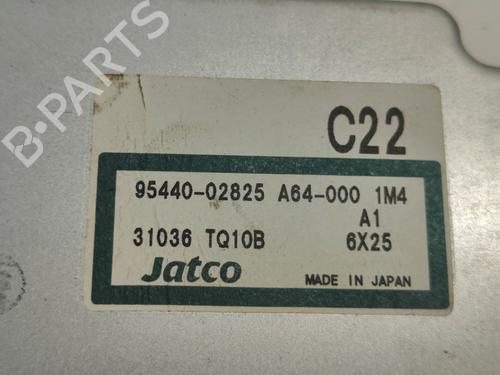 B-PARTS
C22
95440-02825 A64-000 1M4
A1
31036 TQ10B 6X25
Jatco MADE IN JAPAN